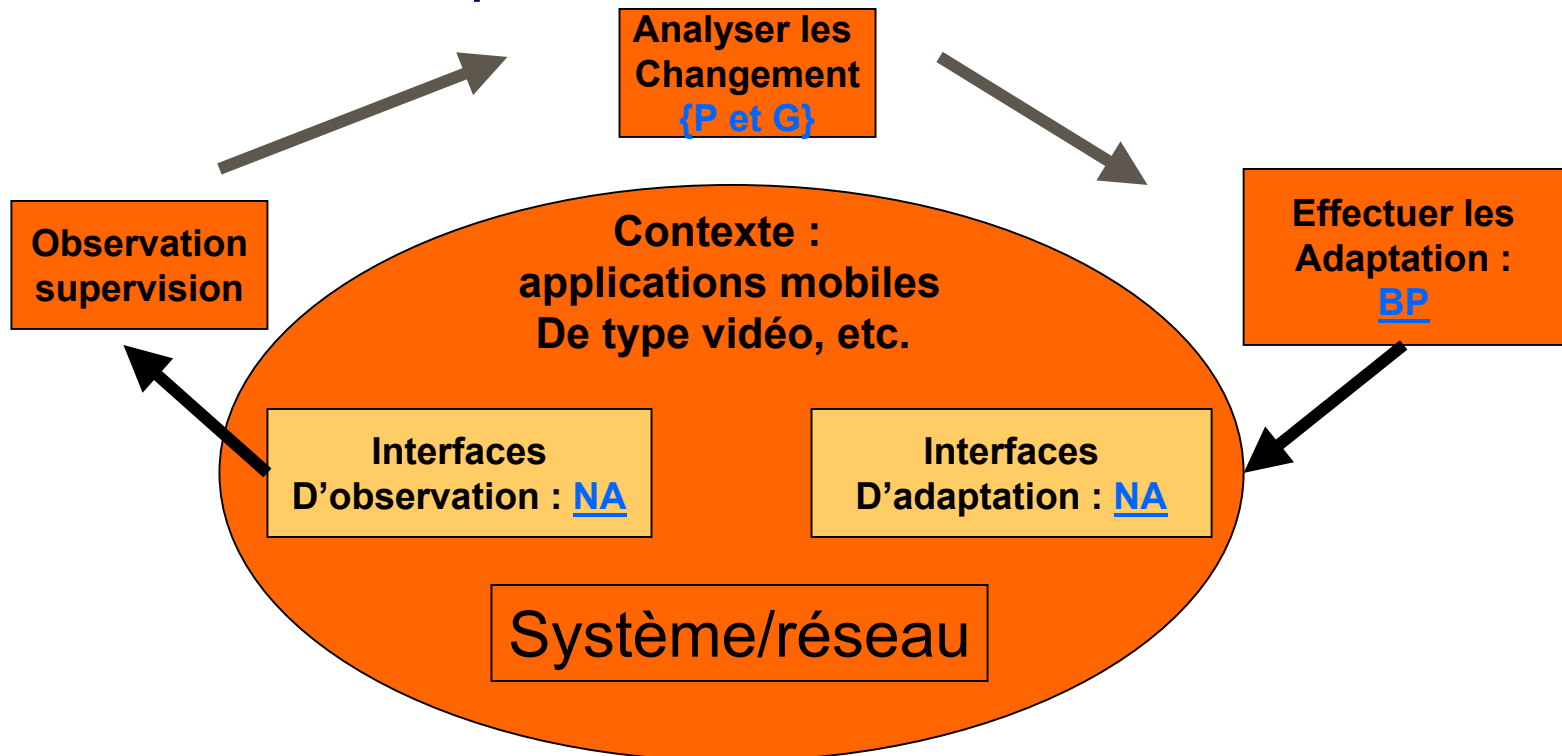 Analyser les
Changement
{P et G}
Observation
supervision
Effectuer les
Adaptation :
BP
Contexte :
applications mobiles
De type vidéo, etc.
Interfaces
D’observation : NA
Interfaces
D’adaptation : NA
Système/réseau